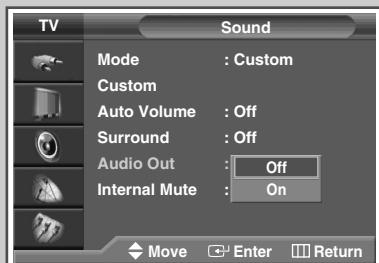 TV Sound
Mode : Custom
Custom
Auto Volume : Off
Surround : Off
Audio Out : Off
Internal Mute : On
Move Enter Return